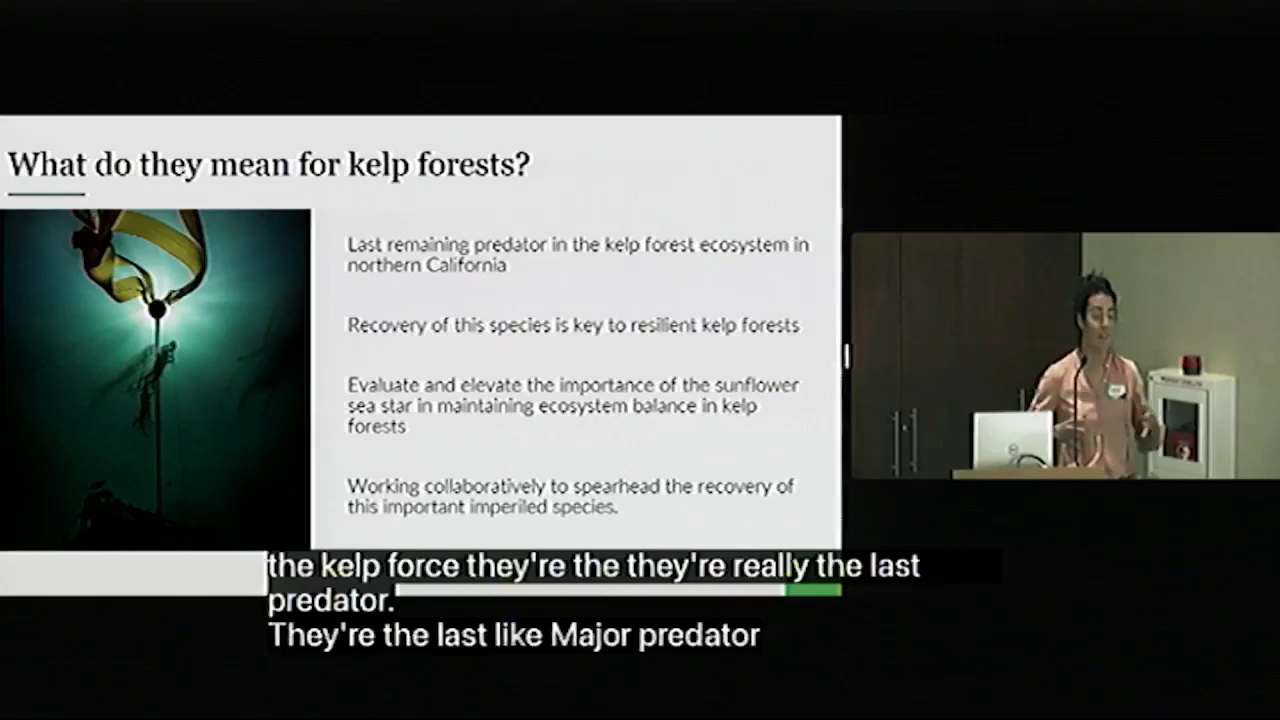 What do they mean for kelp forests?
Last remaining predator in the kelp forest ecosystem in
northern California
Recovery of this species is key to resilient kelp forests
Evaluate and elevate the importance of the sunflower
sea star in maintaining ecosystem balance in kelp
forests
Working collaboratively to spearhead the recovery of
this important imperiled species.
the kelp force they're the they're really the last
predator.
They're the last like Major predator